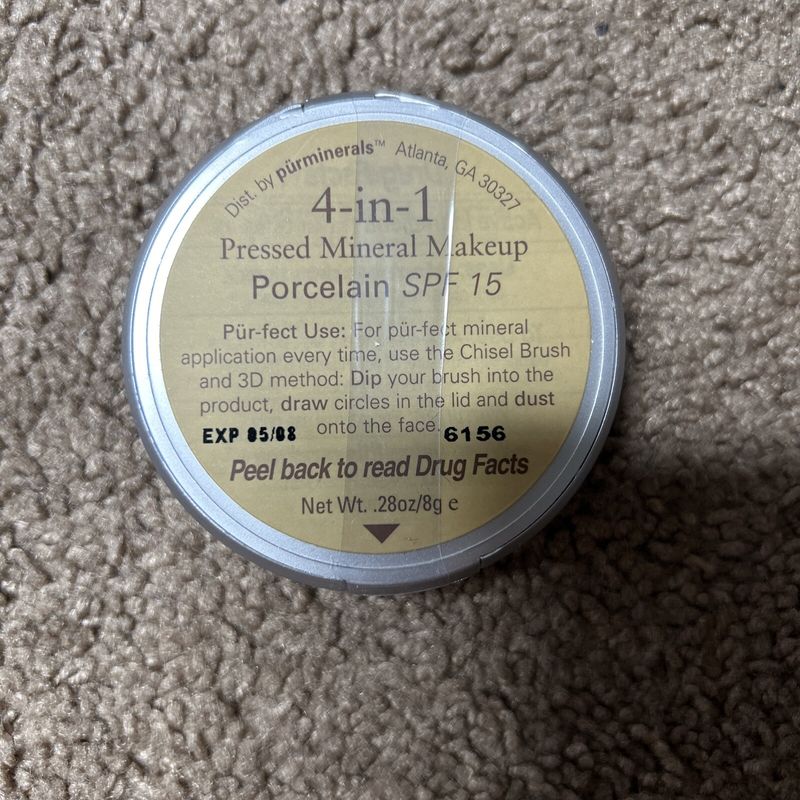 Dist. by pürminerals™ Atlanta, GA 30327
4-in-1
Pressed Mineral Makeup
Porcelain SPF 15
Pür-fect Use: For pür-fect mineral
application every time, use the Chisel Brush
and 3D method: Dip your brush into the
product, draw circles in the lid and dust
onto the face.
EXP 05/08 6156
Peel back to read Drug Facts
Net Wt. .28oz/8g e